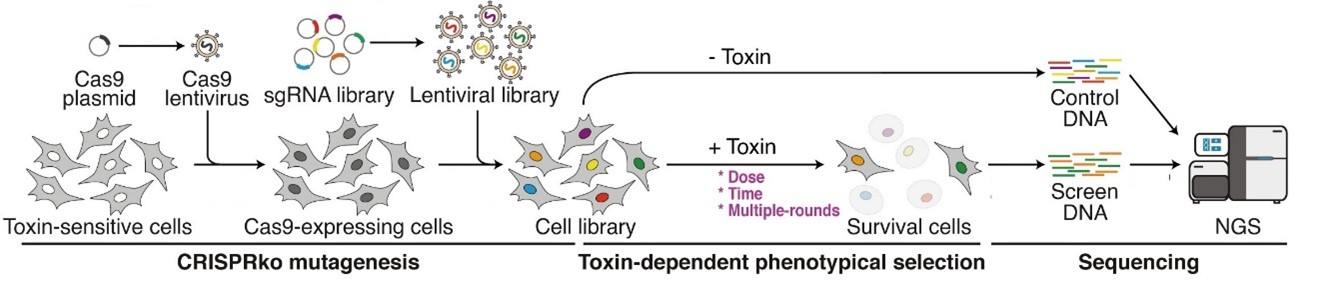 Cas9
plasmid
Cas9
lentivirus
sgRNA library
Lentiviral library
- Toxin
Control
DNA
+ Toxin
* Dose
* Time
* Multiple-rounds
Screen
DNA
Toxin-sensitive cells
Cas9-expressing cells
Cell library
Survival cells
NGS
CRISPRko mutagenesis
Toxin-dependent phenotypical selection
Sequencing